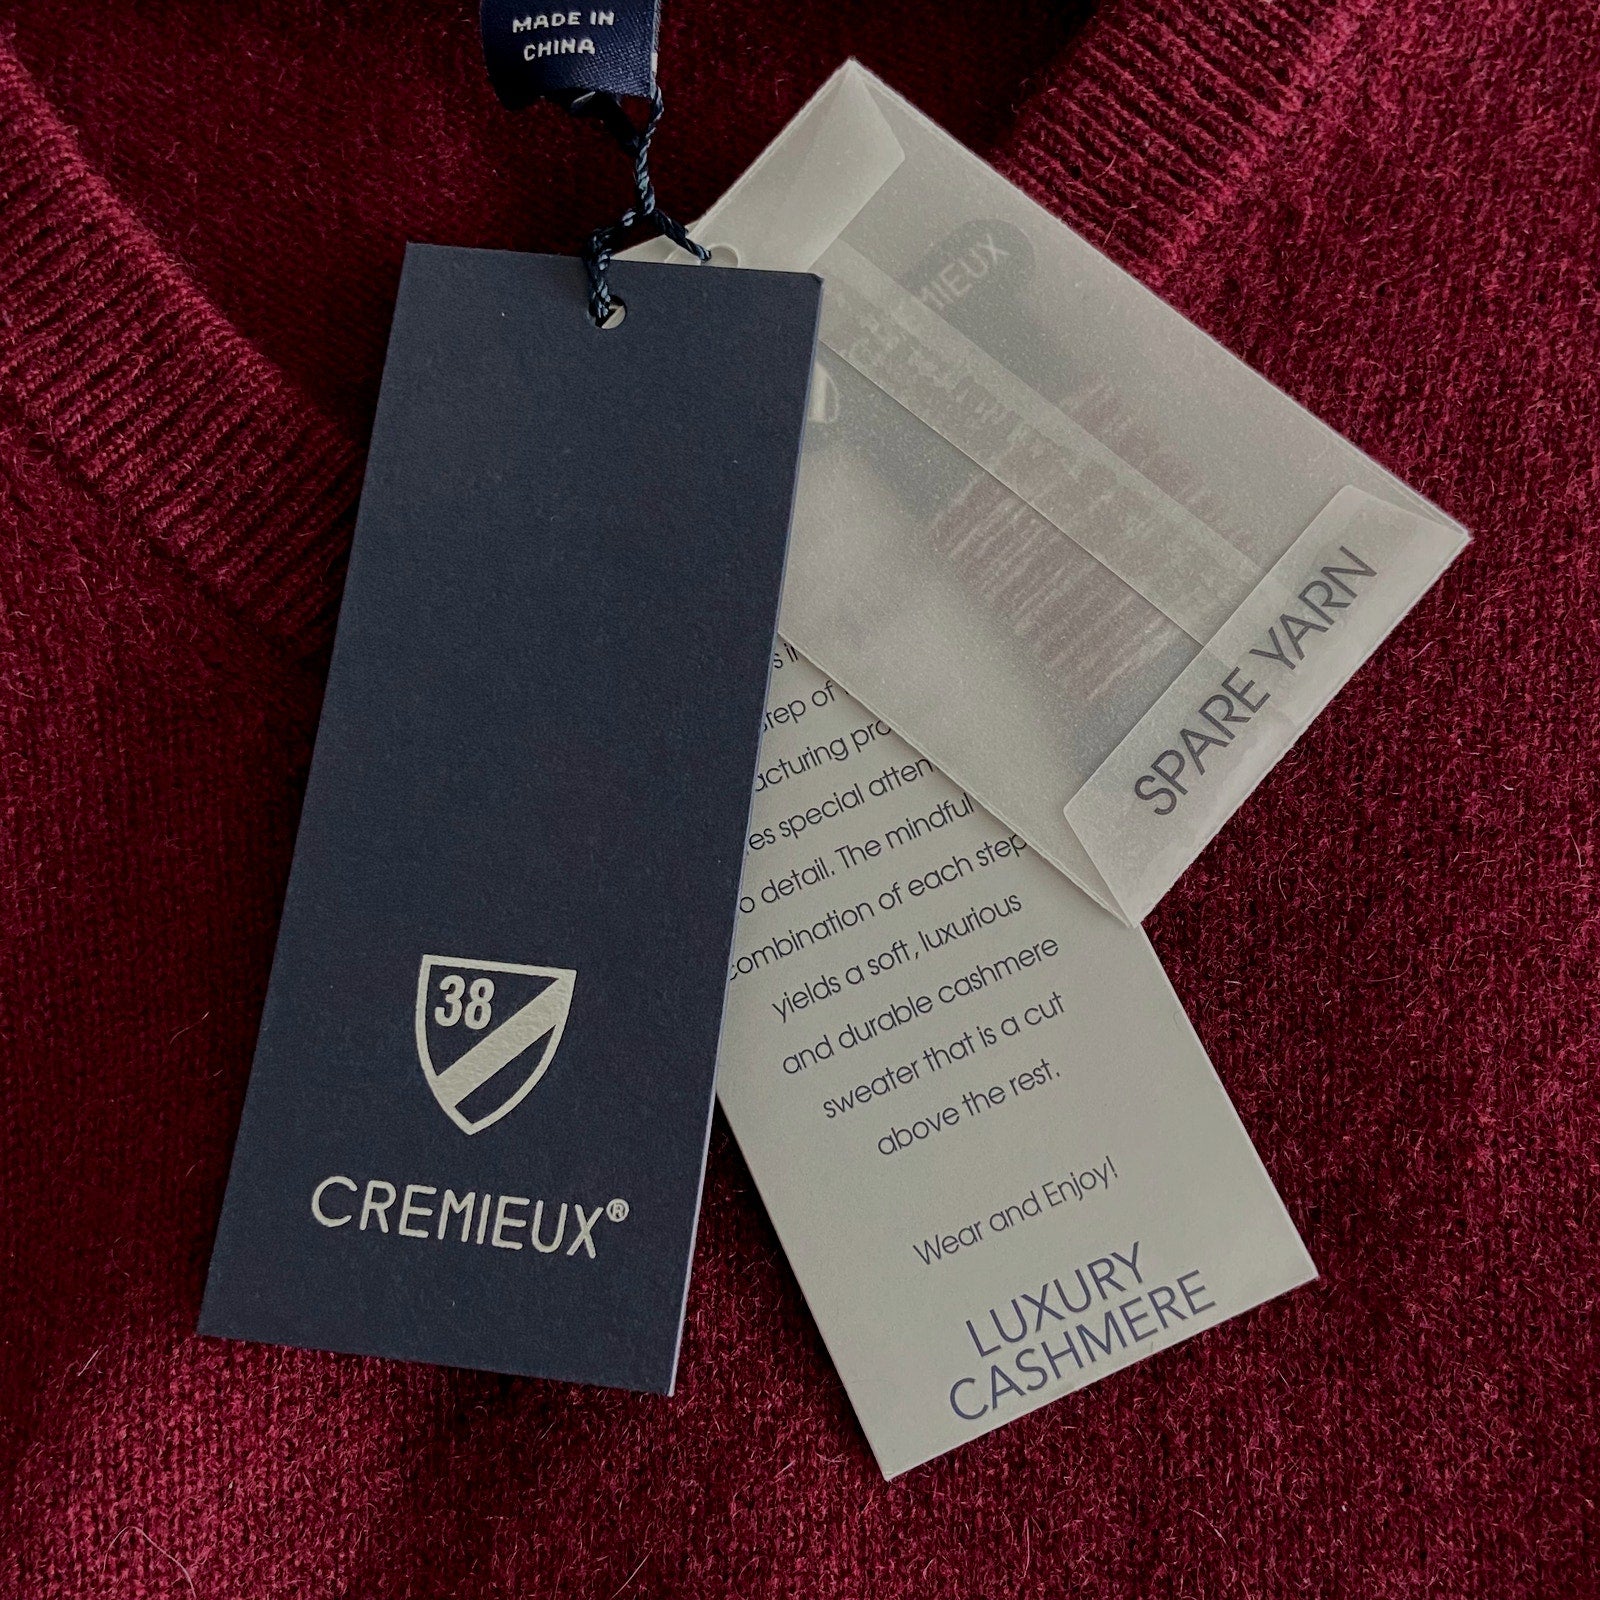 MADE IN
CHINA
38
CREMIEUX®
MIEUX
SPARE YARN
step of
acturing pro
es special atten
o detail. The mindful
combination of each step
yields a soft, luxurious
and durable cashmere
sweater that is a cut
above the rest.
Wear and Enjoy!
LUXURY
CASHMERE